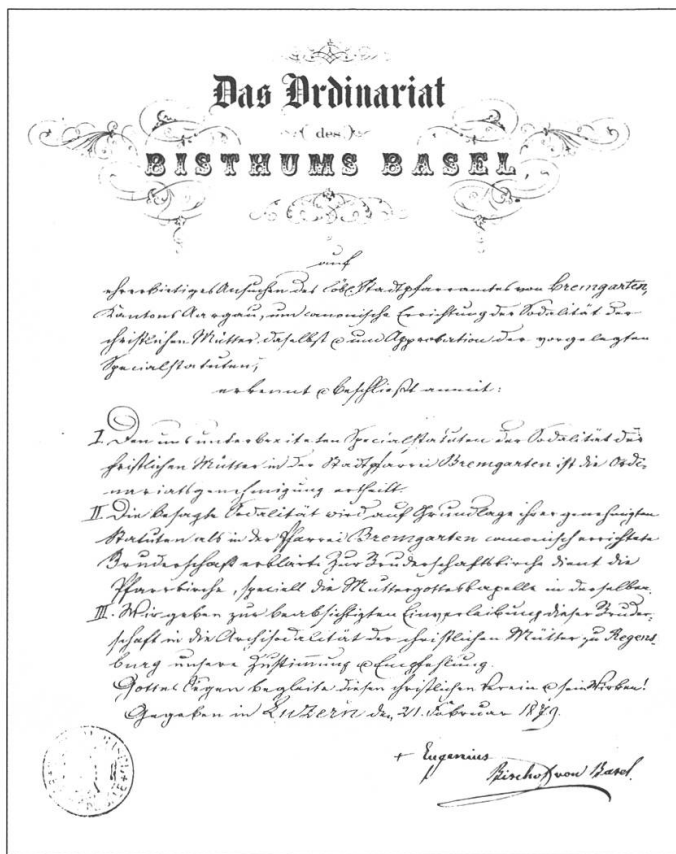 Das Ordinariat
des
BISTHUMS BASEL
auf
ehrerbietiges Ansuchen des löbl. Stadtpfarramtes von Bremgarten,
Kantons Aargau, um canonische Errichtung der Sodalität der
christlichen Mütter daselbst & um Approbation der vorgelegten
Specialstatuten,
erkennt & beschließt anmit:
I. Den uns unterbreiteten Specialstatuten der Sodalität der
christlichen Mütter in der Stadtpfarrei Bremgarten ist die Ordi-
nariatsgenehmigung ertheilt.
II. Die besagte Sodalität wird auf Grundlage ihrer genehmigten
Statuten als in der Pfarrei Bremgarten canonisch errichtete
Bruderschaft erklärt. Zur Bruderschaftskirche dient die
Pfarrkirche, speciell die Muttergotteskapelle in derselben.
III. Wir geben zur beabsichtigten Einverleibung dieser Bruder-
schaft in die Archisodalität der christlichen Mütter zu Regens-
burg unsere Zustimmung & Empfehlung.
Gottes Segen begleite diesen christlichen Verein & sein Wirken!
Gegeben in Luzern den 21. Februar 1879.
+ Eugenius
Bischof von Basel.